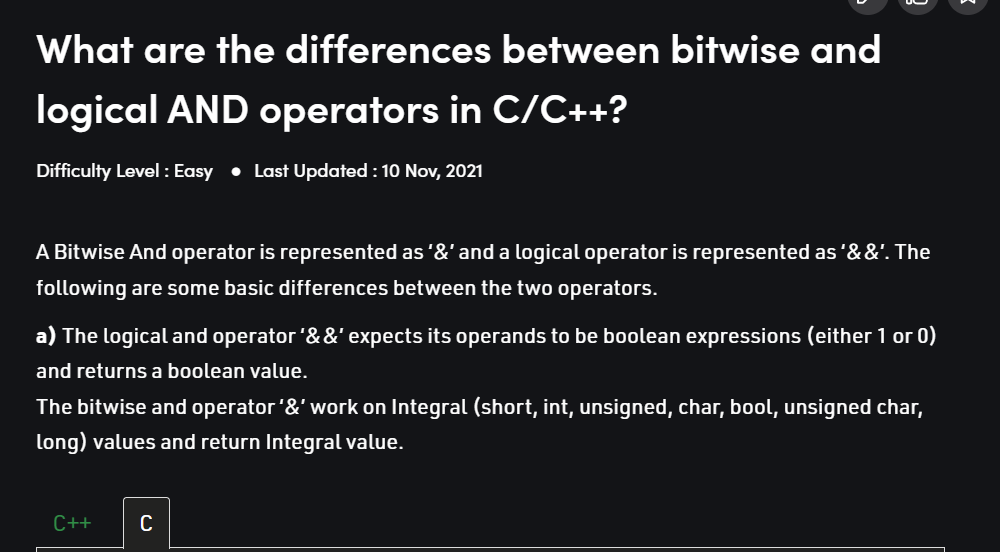 What are the differences between bitwise and
logical AND operators in C/C++?
Difficulty Level : Easy ● Last Updated : 10 Nov, 2021
A Bitwise And operator is represented as ‘&’ and a logical operator is represented as ‘&&’. The
following are some basic differences between the two operators.
a) The logical and operator ‘&&’ expects its operands to be boolean expressions (either 1 or 0)
and returns a boolean value.
The bitwise and operator ‘&’ work on Integral (short, int, unsigned, char, bool, unsigned char,
long) values and return Integral value.
C++ C